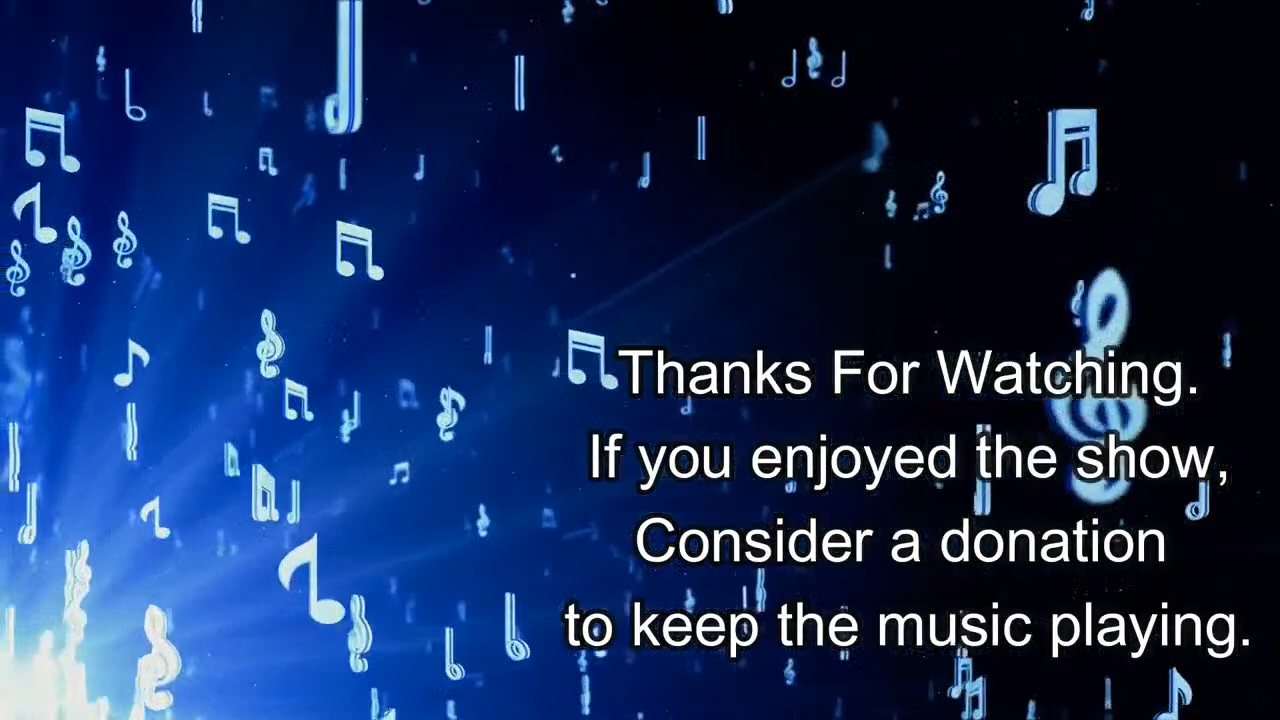 Thanks For Watching.
If you enjoyed the show,
Consider a donation
to keep the music playing.